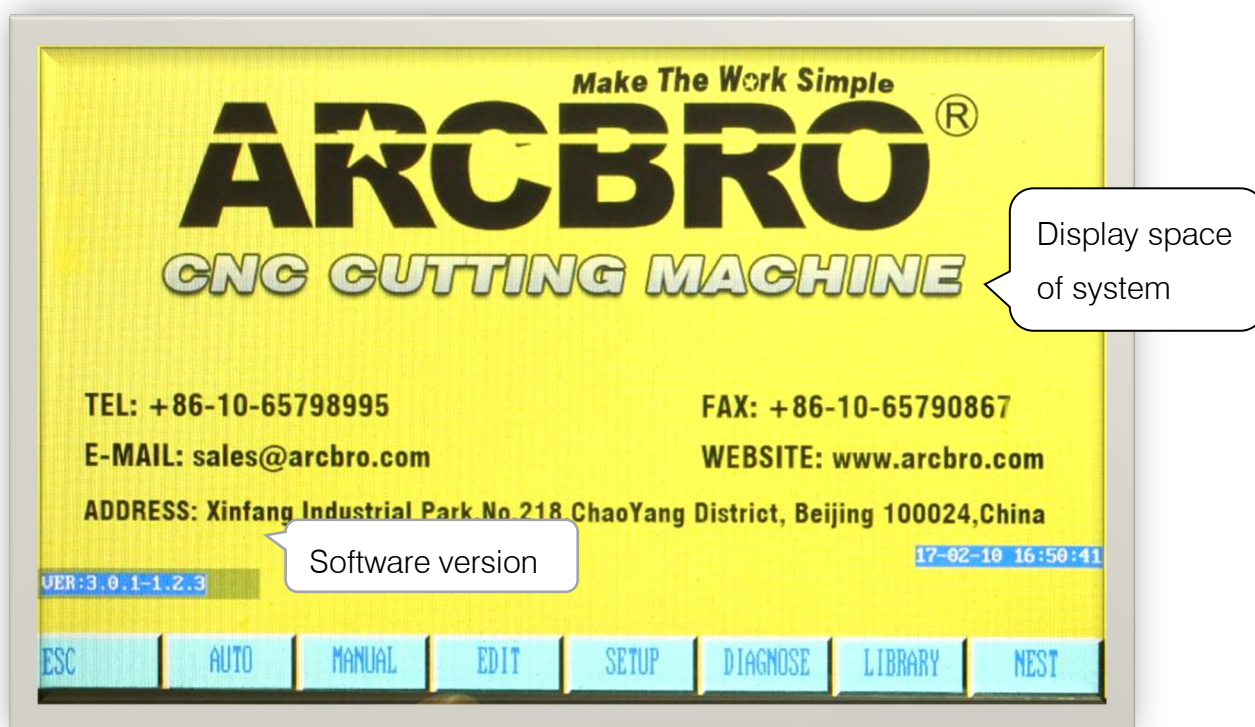 Make The Work Simple
ARCBRO®
CNC CUTTING MACHINE
Display space
of system
TEL: +86-10-65798995
FAX: +86-10-65790867
E-MAIL: sales@arcbro.com
WEBSITE: www.arcbro.com
ADDRESS: Xinfang Industrial Park,No.218,ChaoYang District, Beijing 100024,China
Software version
17-02-10 16:50:41
VER:3.0.1-1.2.3
ESC AUTO MANUAL EDIT SETUP DIAGNOSE LIBRARY NEST